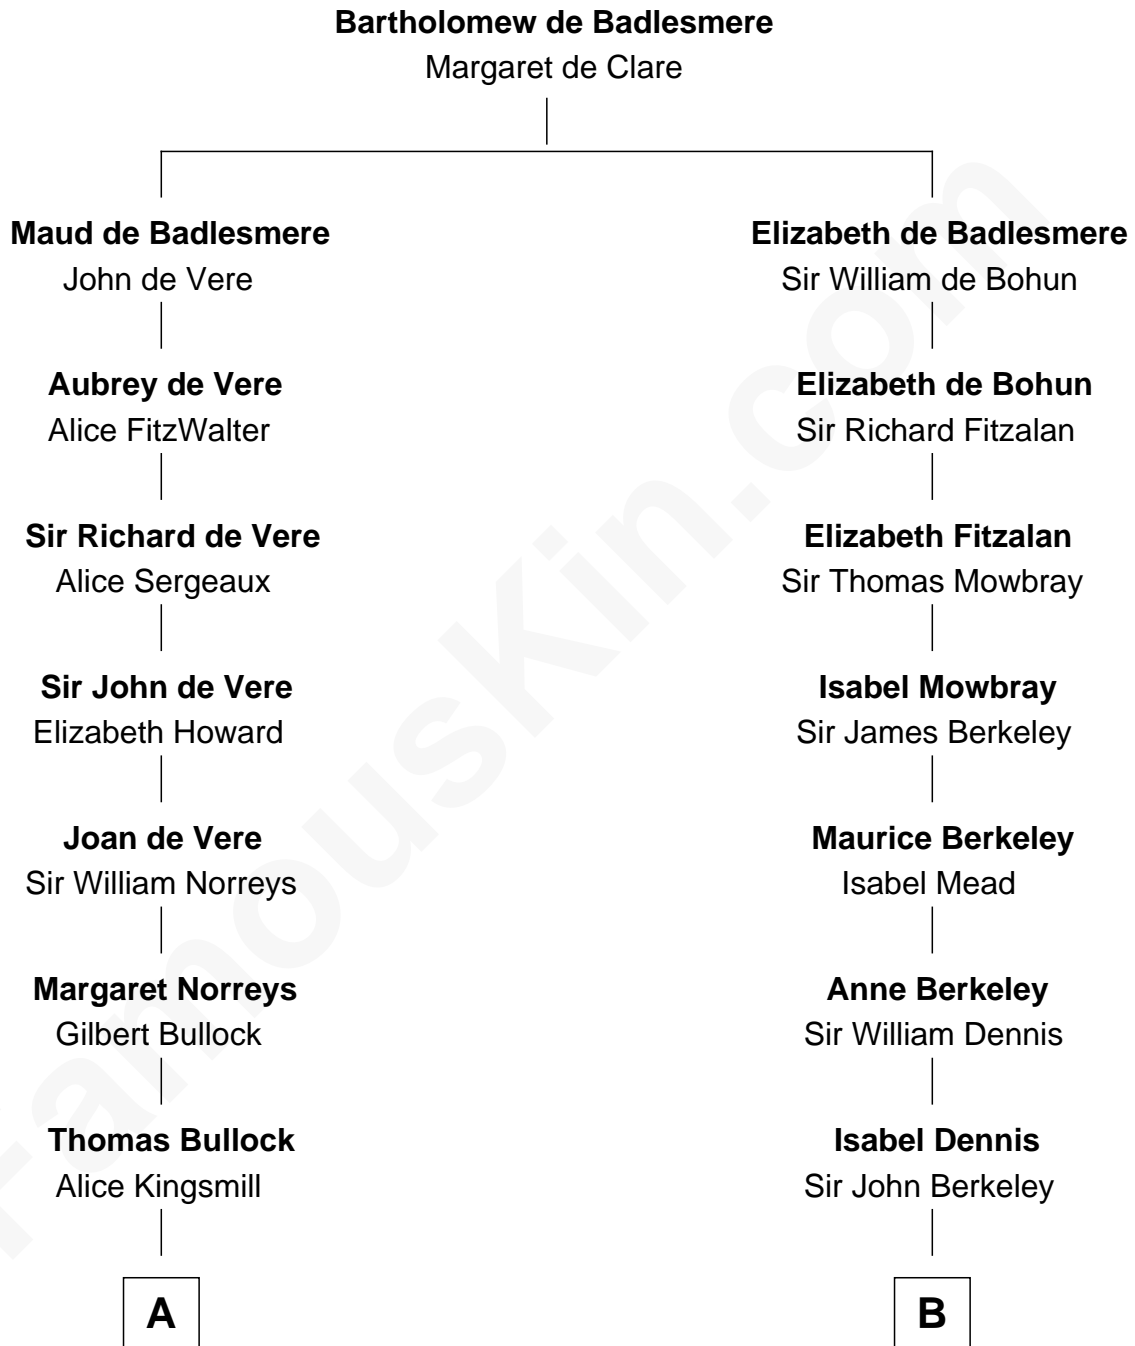 Bartholomew de Badlesmere
Margaret de Clare
Maud de Badlesmere
John de Vere
Aubrey de Vere
Alice FitzWalter
Sir Richard de Vere
Alice Sergeaux
Sir John de Vere
Elizabeth Howard
Joan de Vere
Sir William Norreys
Margaret Norreys
Gilbert Bullock
Thomas Bullock
Alice Kingsmill
A
Elizabeth de Badlesmere
Sir William de Bohun
Elizabeth de Bohun
Sir Richard Fitzalan
Elizabeth Fitzalan
Sir Thomas Mowbray
Isabel Mowbray
Sir James Berkeley
Maurice Berkeley
Isabel Mead
Anne Berkeley
Sir William Dennis
Isabel Dennis
Sir John Berkeley
B
FamousKin.com